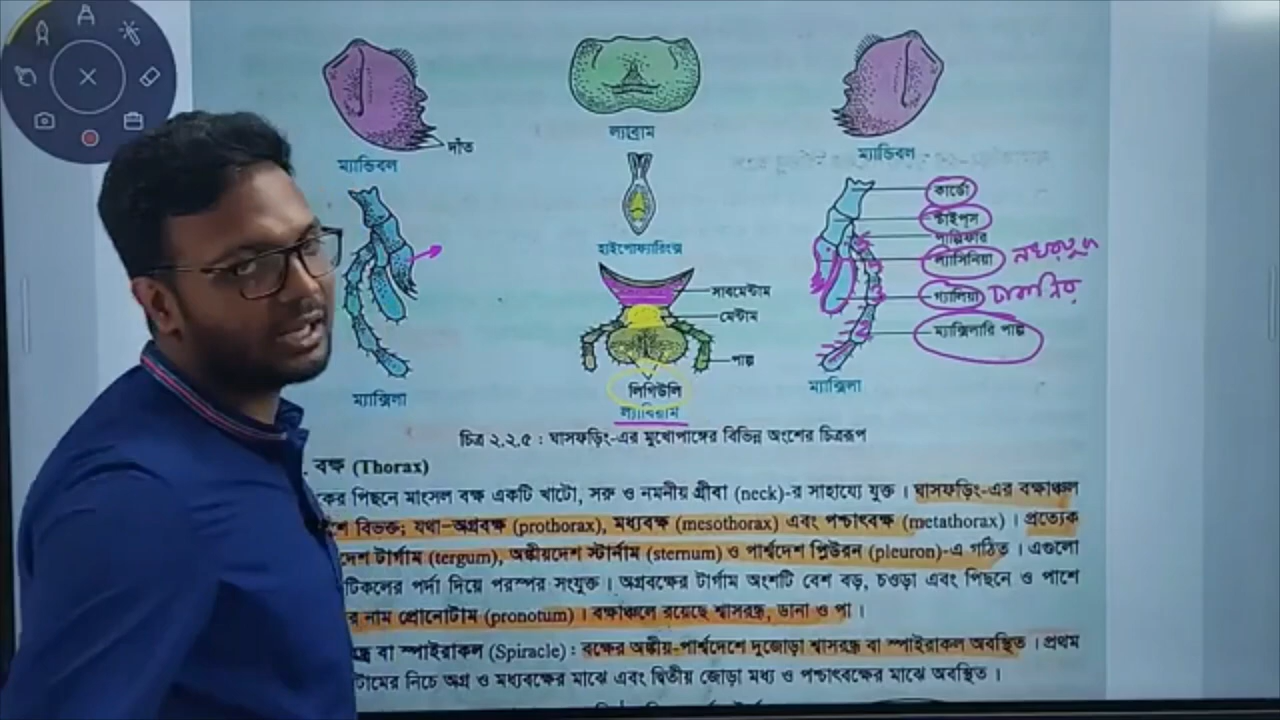 দাঁত
ম্যান্ডিবল
ল্যাব্রাম
ম্যান্ডিবল
হাইপোফ্যারিংক্স
কার্ডো
স্টাইপস
পাল্পিফার
ল্যাসিনিয়া
গ্যালিয়া
ম্যাক্সিলারি পাল্প
সাবমেন্টাম
মেন্টাম
পাল্প
লিগিউলি
ল্যাবিয়াম
ম্যাক্সিলা
ম্যাক্সিলা
চিত্র ২.২.৫ : ঘাসফড়িং-এর মুখোপাঙ্গের বিভিন্ন অংশের চিত্ররূপ
. বক্ষ (Thorax)
কের পিছনে মাংসল বক্ষ একটি খাটো, সরু ও নমনীয় গ্রীবা (neck)-র সাহায্যে যুক্ত । ঘাসফড়িং-এর বক্ষাঞ্চল
শে বিভক্ত; যথা–অগ্রবক্ষ (prothorax), মধ্যবক্ষ (mesothorax) এবং পশ্চাৎবক্ষ (metathorax) । প্রত্যেক
দেশ টার্গাম (tergum), অঙ্কীয়দেশ স্টার্নাম (sternum) ও পার্শ্বদেশ প্লিউরন (pleuron)-এ গঠিত । এগুলো
টিকলের পর্দা দিয়ে পরস্পর সংযুক্ত । অগ্রবক্ষের টার্গাম অংশটি বেশ বড়, চওড়া এবং পিছনে ও পাশে
র নাম প্রোনোটাম (pronotum) । বক্ষাঞ্চলে রয়েছে শ্বাসরন্ধ্র, ডানা ও পা ।
ন্ধ্র বা স্পাইরাকল (Spiracle) : বক্ষের অঙ্কীয়-পার্শ্বদেশে দুজোড়া শ্বাসরন্ধ্র বা স্পাইরাকল অবস্থিত । প্রথম
টামের নিচে অগ্র ও মধ্যবক্ষের মাঝে এবং দ্বিতীয় জোড়া মধ্য ও পশ্চাৎবক্ষের মাঝে অবস্থিত ।